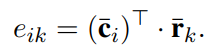 $e_{ik} = (\bar{\mathbf{c}}_i)^\top \cdot \bar{\mathbf{r}}_k.$